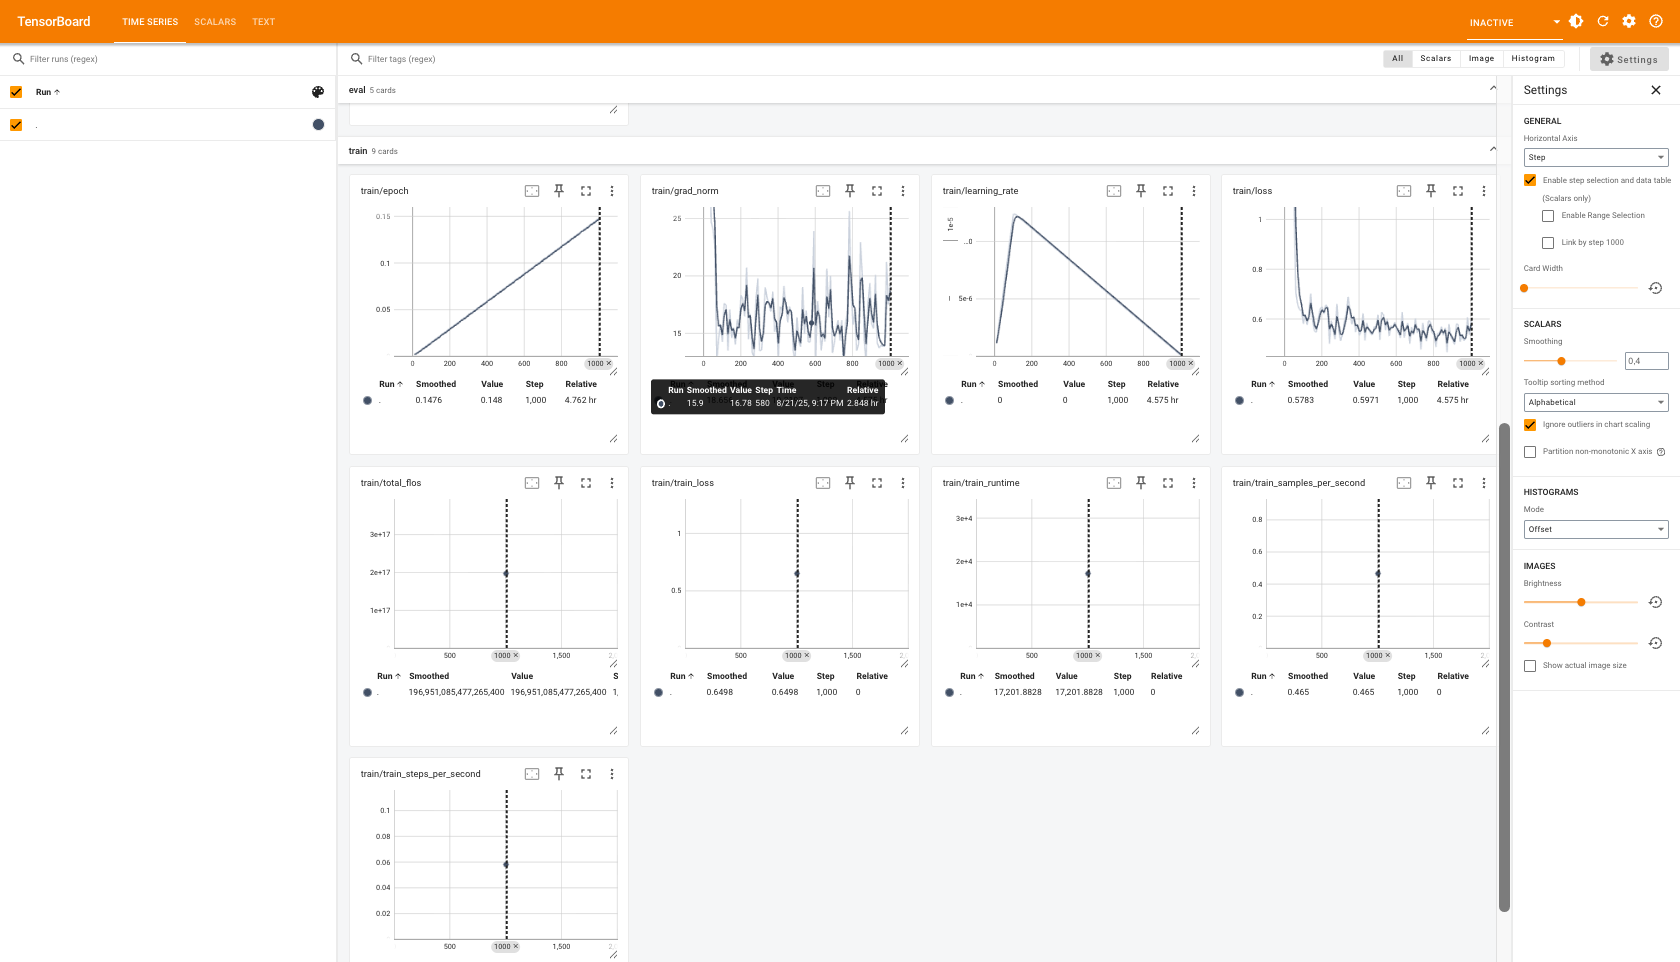 TensorBoard TIME SERIES SCALARS TEXT INACTIVE
Filter runs (regex) Filter tags (regex) All Scalars Image Histogram Settings
Run ↑
.
eval 5 cards
train 9 cards
train/epoch
0.15
0.1
0.05
0 200 400 600 800 1000 ×
Run ↑ Smoothed Value Step Relative
. 0.1476 0.148 1,000 4.762 hr
train/grad_norm
25
20
15
0 200 400 600 800 1000 ×
Run Smoothed Value Step Time Relative
. 15.9 16.78 580 8/21/25, 9:17 PM 2.848 hr
train/learning_rate
1e-5
...0
5e-6
0 200 400 600 800 1000 ×
Run ↑ Smoothed Value Step Relative
. 0 0 1,000 4.575 hr
train/loss
1
0.8
0.6
0 200 400 600 800 1000 ×
Run ↑ Smoothed Value Step Relative
. 0.5783 0.5971 1,000 4.575 hr
train/total_flos
3e+17
2e+17
1e+17
500 1000 × 1,500
Run ↑ Smoothed Value S
. 196,951,085,477,265,400 196,951,085,477,265,400 1,
train/train_loss
1
0.5
500 1000 × 1,500
Run ↑ Smoothed Value Step Relative
. 0.6498 0.6498 1,000 0
train/train_runtime
3e+4
2e+4
1e+4
500 1000 × 1,500
Run ↑ Smoothed Value Step Relative
. 17,201.8828 17,201.8828 1,000 0
train/train_samples_per_second
0.8
0.6
0.4
0.2
500 1000 × 1,500
Run ↑ Smoothed Value Step Relative
. 0.465 0.465 1,000 0
train/train_steps_per_second
0.1
0.08
0.06
0.04
0.02
500 1000 × 1,500
Settings
GENERAL
Horizontal Axis
Step
Enable step selection and data table
(Scalars only)
Enable Range Selection
Link by step 1000
Card Width
SCALARS
Smoothing
0,4
Tooltip sorting method
Alphabetical
Ignore outliers in chart scaling
Partition non-monotonic X axis
HISTOGRAMS
Mode
Offset
IMAGES
Brightness
Contrast
Show actual image size